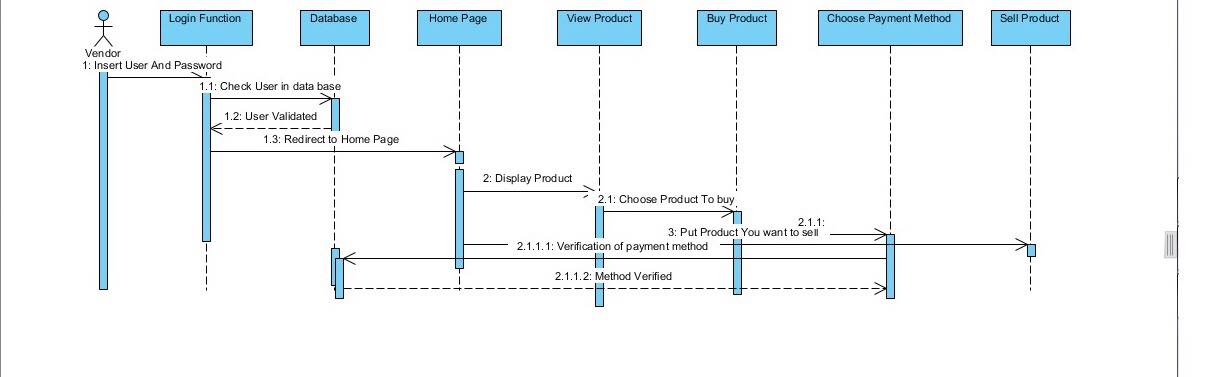 Login Function
Database
Home Page
View Product
Buy Product
Choose Payment Method
Sell Product
Vendor
1: Insert User And Password
1.1: Check User in data base
1.2: User Validated
1.3: Redirect to Home Page
2: Display Product
2.1: Choose Product To buy
2.1.1:
3: Put Product You want to sell
2.1.1.1: Verification of payment method
2.1.1.2: Method Verified